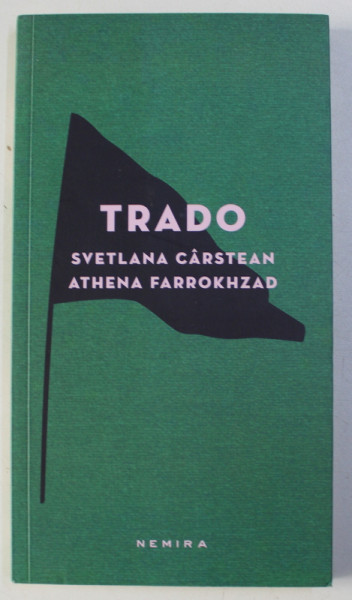 TRADO
SVETLANA CÂRSTEAN
ATHENA FARROKHZAD
NEMIRA